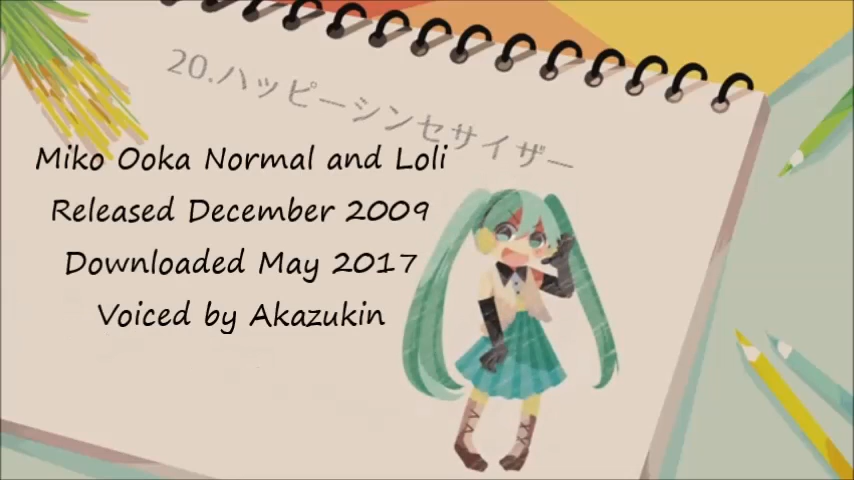 20.ハッピーシンセサイザー
Miko Ooka Normal and Loli
Released December 2009
Downloaded May 2017
Voiced by Akazukin